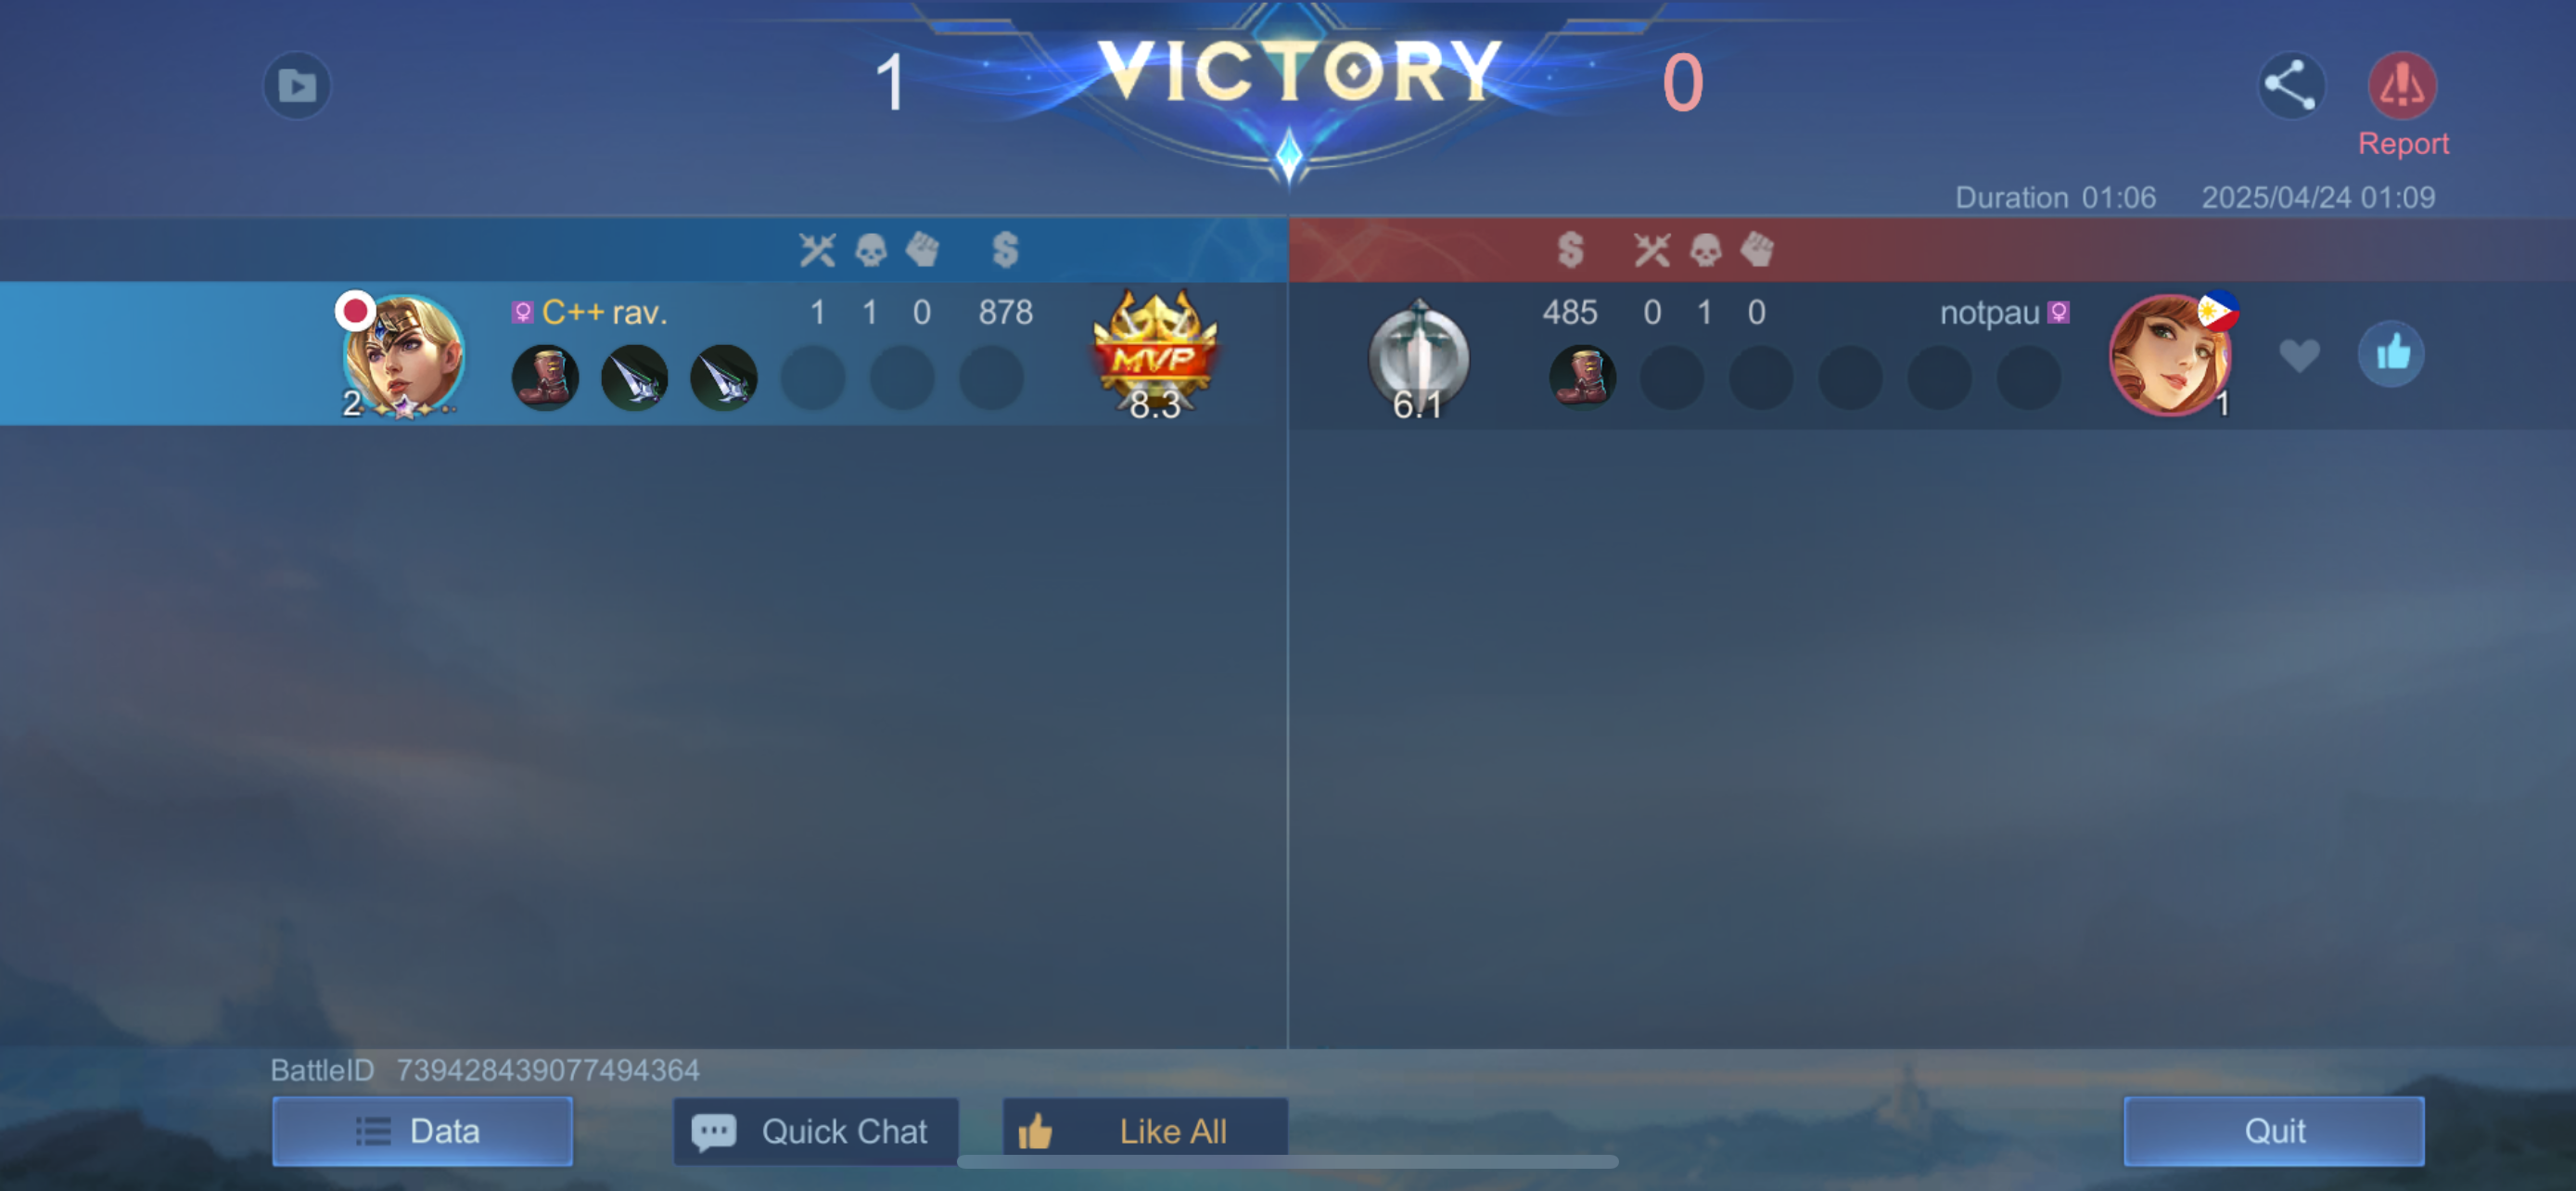 1 VICTORY 0
Report
Duration 01:06 2025/04/24 01:09
C++ rav. 1 1 0 878
MVP
2 8.3
485 0 1 0 notpau
6.1 1
BattleID 739428439077494364
Data Quick Chat Like All Quit